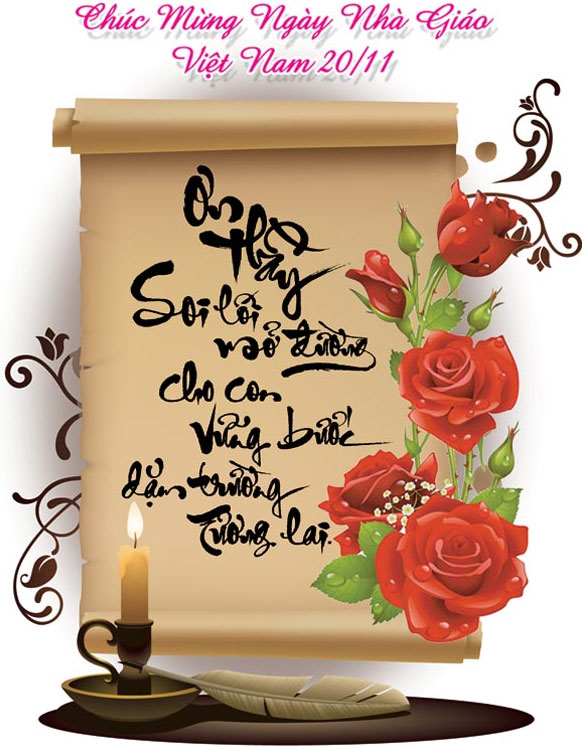 Chúc Mừng Ngày Nhà Giáo
Việt Nam 20/11
Ơn
Thầy
Soi lối
mở đường
cho con
Vững bước
dặm trường
Tương lai.